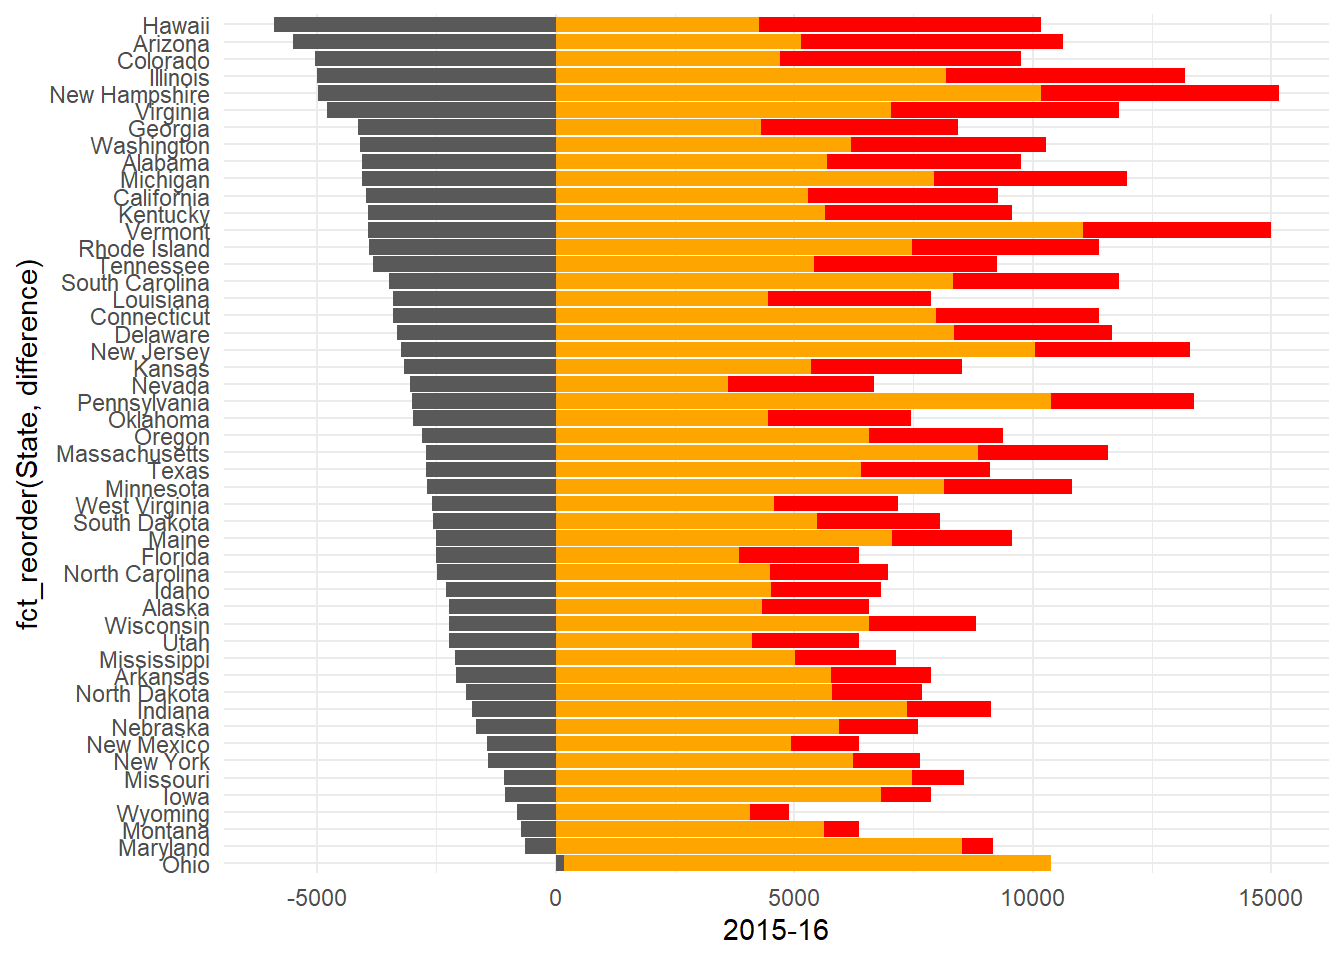 Hawaii
Arizona
Colorado
Illinois
New Hampshire
Virginia
Georgia
Washington
Alabama
Michigan
California
Kentucky
Vermont
Rhode Island
Tennessee
South Carolina
Louisiana
Connecticut
Delaware
New Jersey
Kansas
Nevada
Pennsylvania
Oklahoma
Oregon
Massachusetts
Texas
Minnesota
West Virginia
South Dakota
Maine
Florida
North Carolina
Idaho
Alaska
Wisconsin
Utah
Mississippi
Arkansas
North Dakota
Indiana
Nebraska
New Mexico
New York
Missouri
Iowa
Wyoming
Montana
Maryland
Ohio
fct_reorder(State, difference)
-5000 0 5000 10000 15000
2015-16